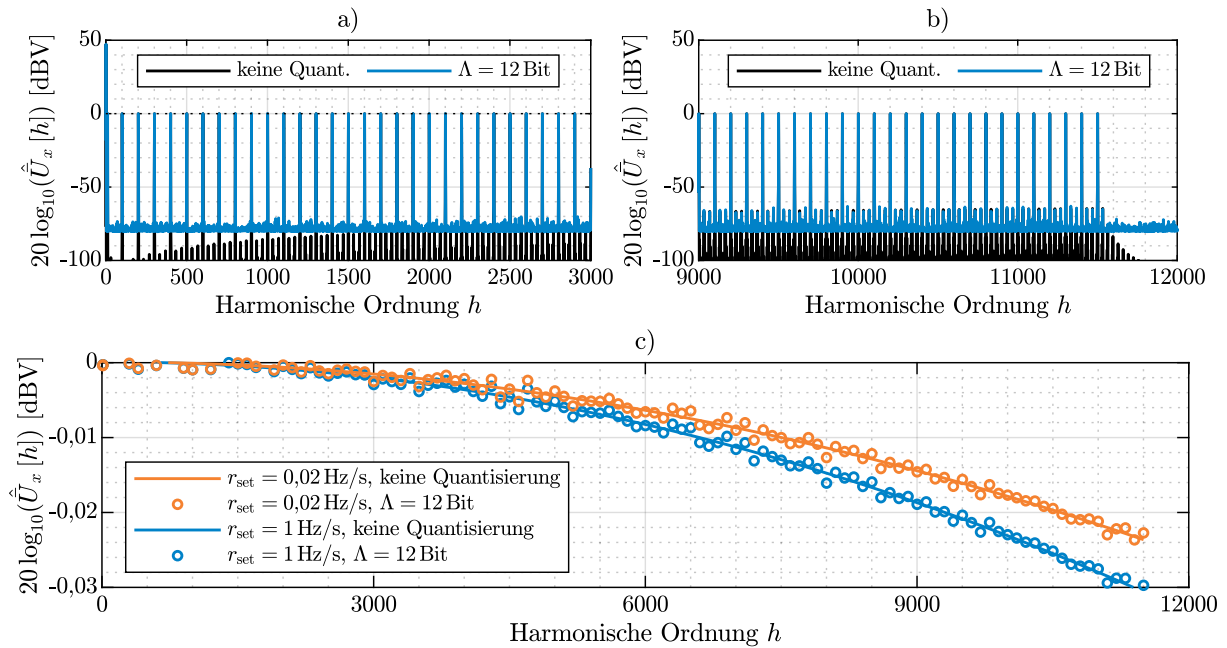 a)
20 log₁₀(Û̄ₓ [h]) [dBV]
50
0
-50
-100
keine Quant.
Λ = 12 Bit
0
500
1000
1500
2000
2500
3000
Harmonische Ordnung h
b)
20 log₁₀(Û̄ₓ [h]) [dBV]
50
0
-50
-100
keine Quant.
Λ = 12 Bit
9000
10000
11000
12000
Harmonische Ordnung h
c)
20 log₁₀(Û̄ₓ [h]) [dBV]
0
-0,01
-0,02
-0,03
r_set = 0,02 Hz/s, keine Quantisierung
r_set = 0,02 Hz/s, Λ = 12 Bit
r_set = 1 Hz/s, keine Quantisierung
r_set = 1 Hz/s, Λ = 12 Bit
0
3000
6000
9000
12000
Harmonische Ordnung h